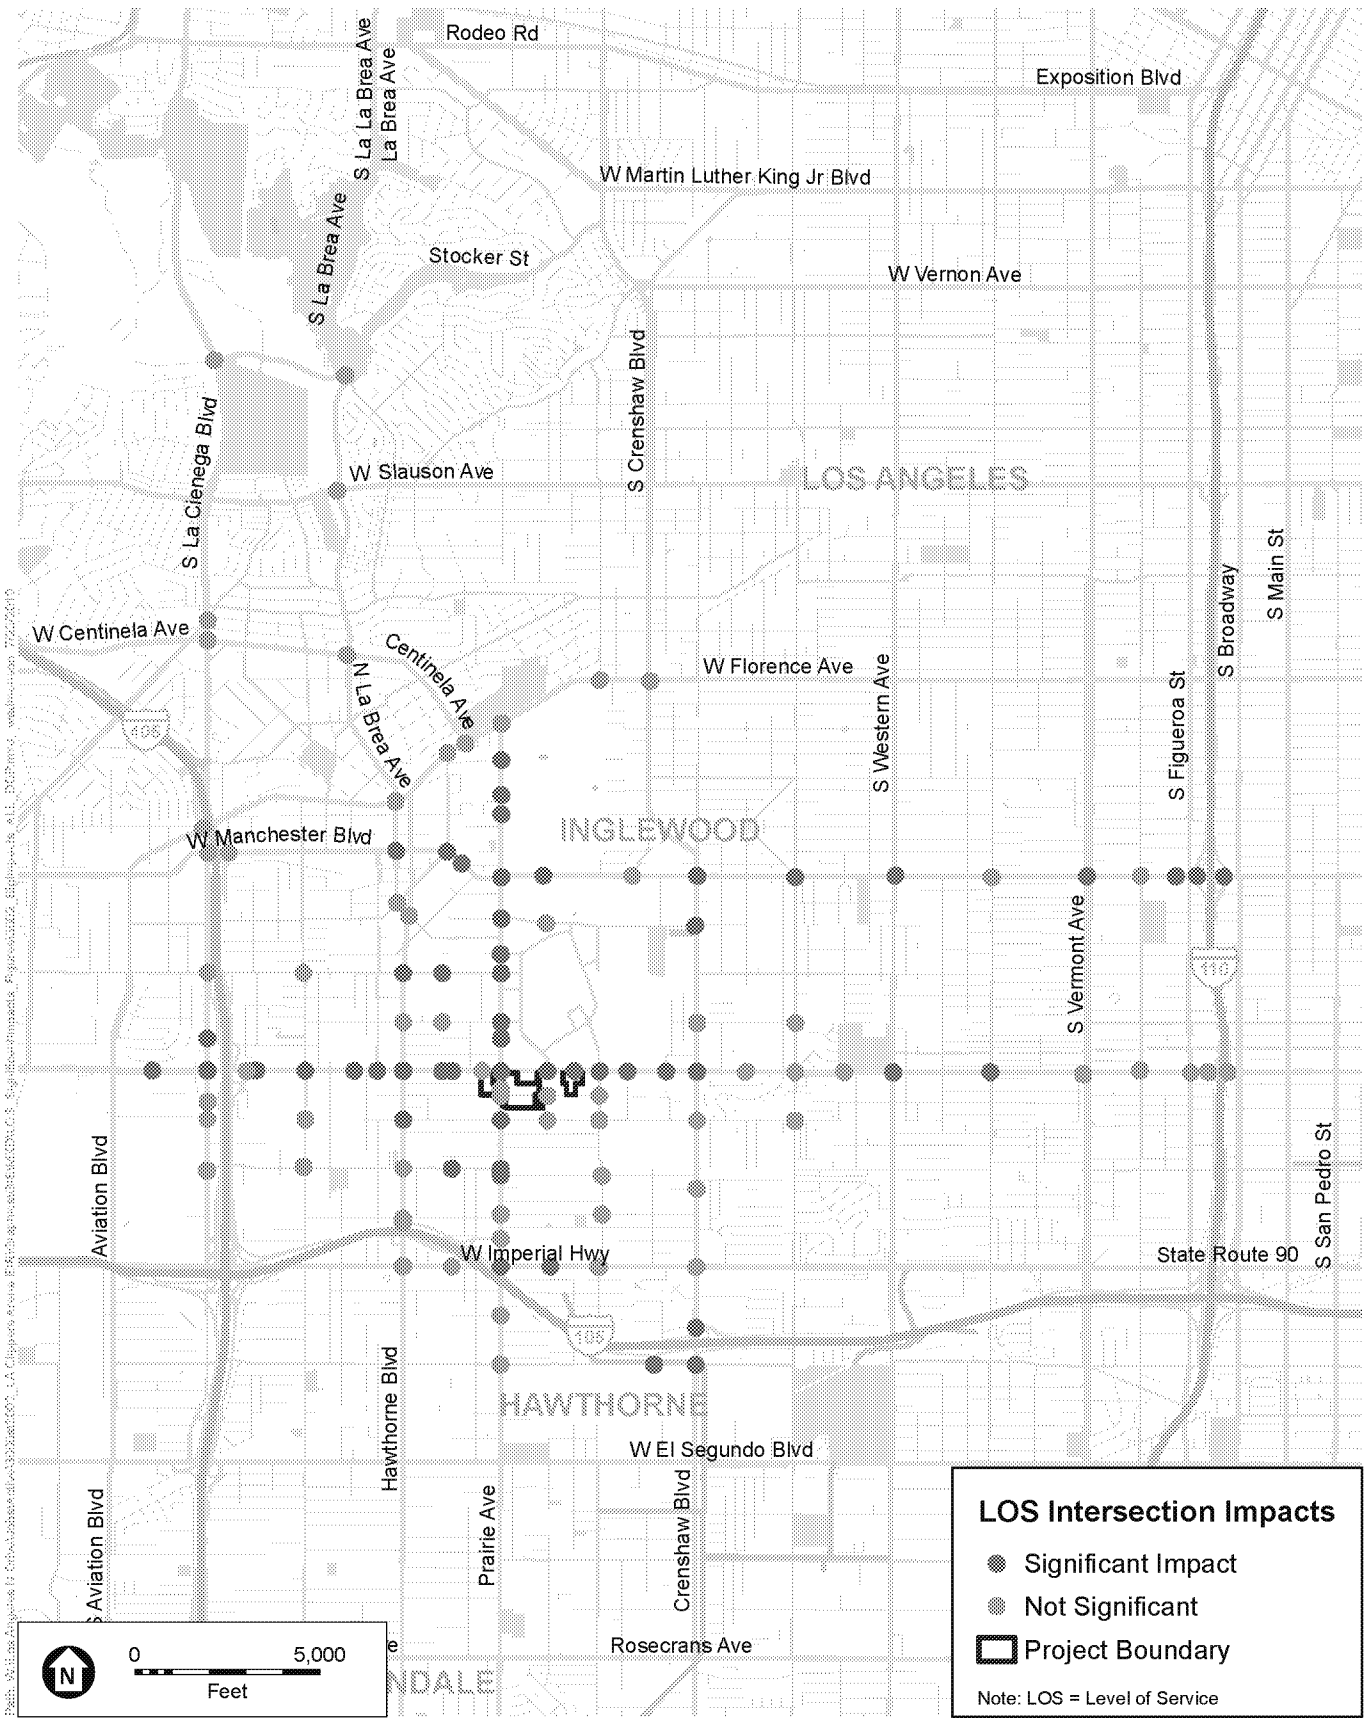 Rodeo Rd
S La La Brea Ave
La Brea Ave
Exposition Blvd
W Martin Luther King Jr Blvd
S La Brea Ave
Stocker St
W Vernon Ave
S Crenshaw Blvd
S La Cienega Blvd
W Slauson Ave
LOS ANGELES
S Main St
S Broadway
W Centinela Ave
Centinela Ave
N La Brea Ave
W Florence Ave
S Western Ave
S Figueroa St
405
W Manchester Blvd
INGLEWOOD
S Vermont Ave
110
Aviation Blvd
S San Pedro St
W Imperial Hwy
State Route 90
105
Hawthorne Blvd
HAWTHORNE
W El Segundo Blvd
Prairie Ave
Crenshaw Blvd
S Aviation Blvd
Rosecrans Ave
ve
NDALE
N
0 5,000
Feet
LOS Intersection Impacts
Significant Impact
Not Significant
Project Boundary
Note: LOS = Level of Service